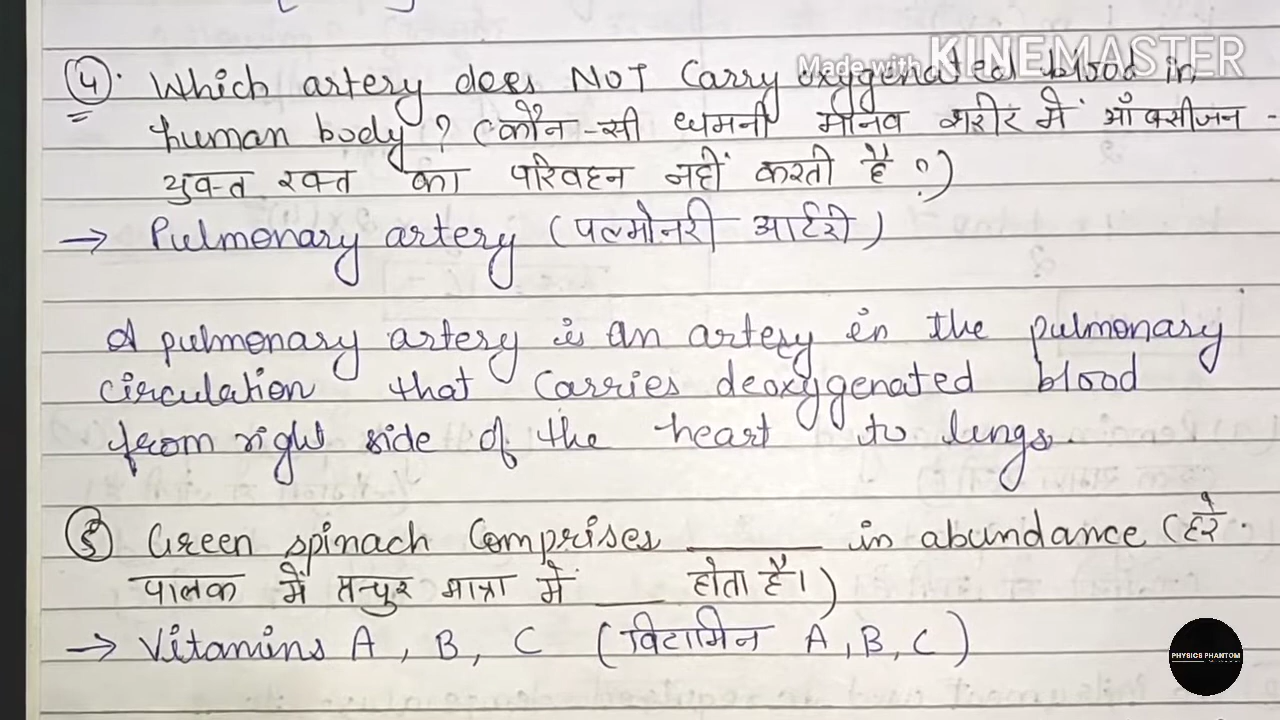 Made with KINEMASTER
④. Which artery does NOT carry oxygenated blood in
human body? (कौन-सी धमनी मानव शरीर में ऑक्सीजन-
युक्त रक्त का परिवहन नहीं करती है ?)
→ Pulmonary artery (पल्मोनरी आर्टरी)
A pulmonary artery is an artery in the pulmonary
circulation that carries deoxygenated blood
from right side of the heart to lungs.
⑤ Green spinach comprises ______ in abundance (हरे
पालक में मात्रा में ___ होता है।)
→ Vitamins A, B, C (विटामिन A, B, C)
PHYSICS PHANTOM